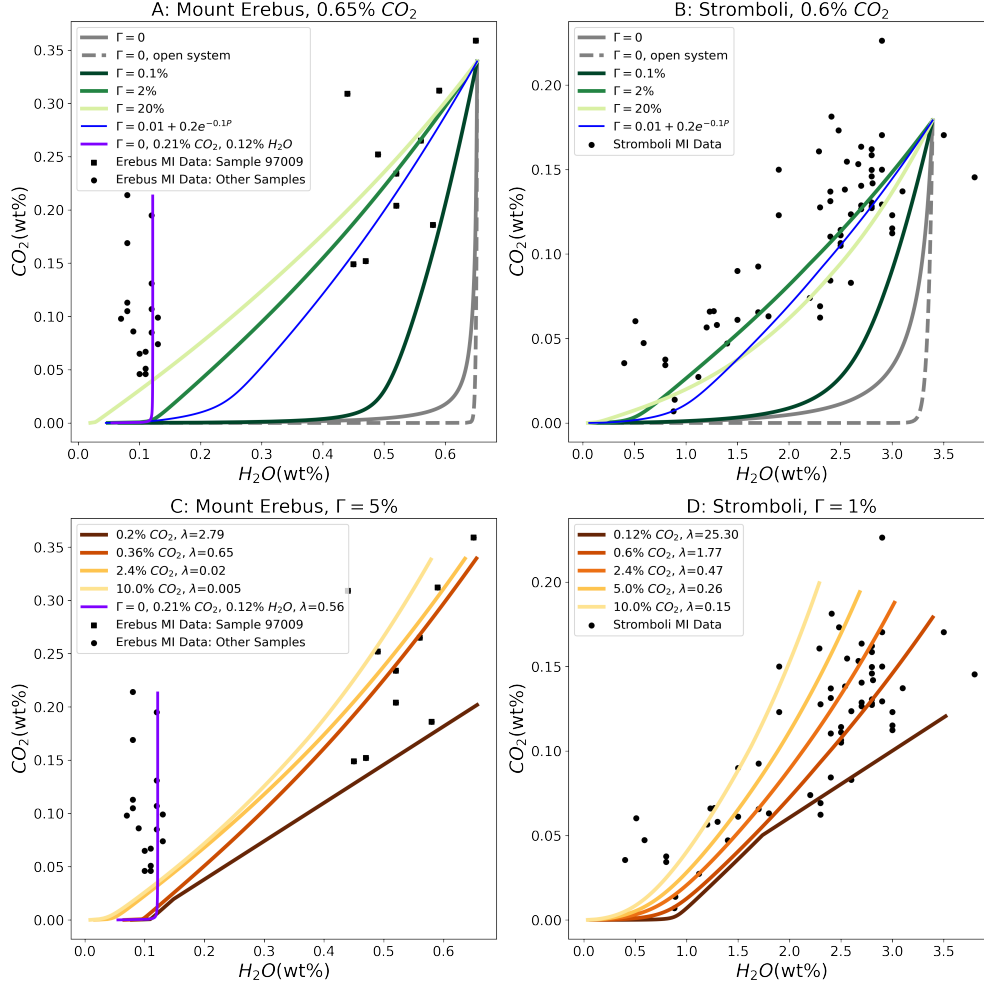 A: Mount Erebus, 0.65% CO₂
Γ = 0
Γ = 0, open system
Γ = 0.1%
Γ = 2%
Γ = 20%
Γ = 0.01 + 0.2e^{-0.1P}
Γ = 0, 0.21% CO₂, 0.12% H₂O
Erebus MI Data: Sample 97009
Erebus MI Data: Other Samples
CO₂(wt%)
0.35
0.30
0.25
0.20
0.15
0.10
0.05
0.00
0.0 0.1 0.2 0.3 0.4 0.5 0.6
H₂O(wt%)
B: Stromboli, 0.6% CO₂
Γ = 0
Γ = 0, open system
Γ = 0.1%
Γ = 2%
Γ = 20%
Γ = 0.01 + 0.2e^{-0.1P}
Stromboli MI Data
CO₂(wt%)
0.20
0.15
0.10
0.05
0.00
0.0 0.5 1.0 1.5 2.0 2.5 3.0 3.5
H₂O(wt%)
C: Mount Erebus, Γ = 5%
0.2% CO₂, λ=2.79
0.36% CO₂, λ=0.65
2.4% CO₂, λ=0.02
10.0% CO₂, λ=0.005
Γ = 0, 0.21% CO₂, 0.12% H₂O, λ=0.56
Erebus MI Data: Sample 97009
Erebus MI Data: Other Samples
CO₂(wt%)
0.35
0.30
0.25
0.20
0.15
0.10
0.05
0.00
0.0 0.1 0.2 0.3 0.4 0.5 0.6
H₂O(wt%)
D: Stromboli, Γ = 1%
0.12% CO₂, λ=25.30
0.6% CO₂, λ=1.77
2.4% CO₂, λ=0.47
5.0% CO₂, λ=0.26
10.0% CO₂, λ=0.15
Stromboli MI Data
CO₂(wt%)
0.20
0.15
0.10
0.05
0.00
0.0 0.5 1.0 1.5 2.0 2.5 3.0 3.5
H₂O(wt%)